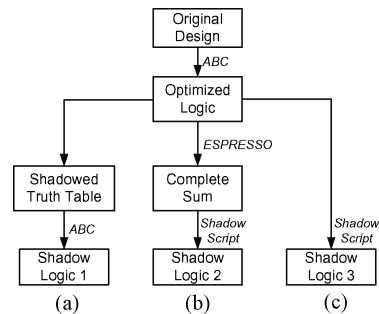 Original
Design
ABC
Optimized
Logic
ESPRESSO
Shadowed
Truth Table
Complete
Sum
ABC
Shadow
Script
Shadow
Script
Shadow
Logic 1
Shadow
Logic 2
Shadow
Logic 3
(a)
(b)
(c)